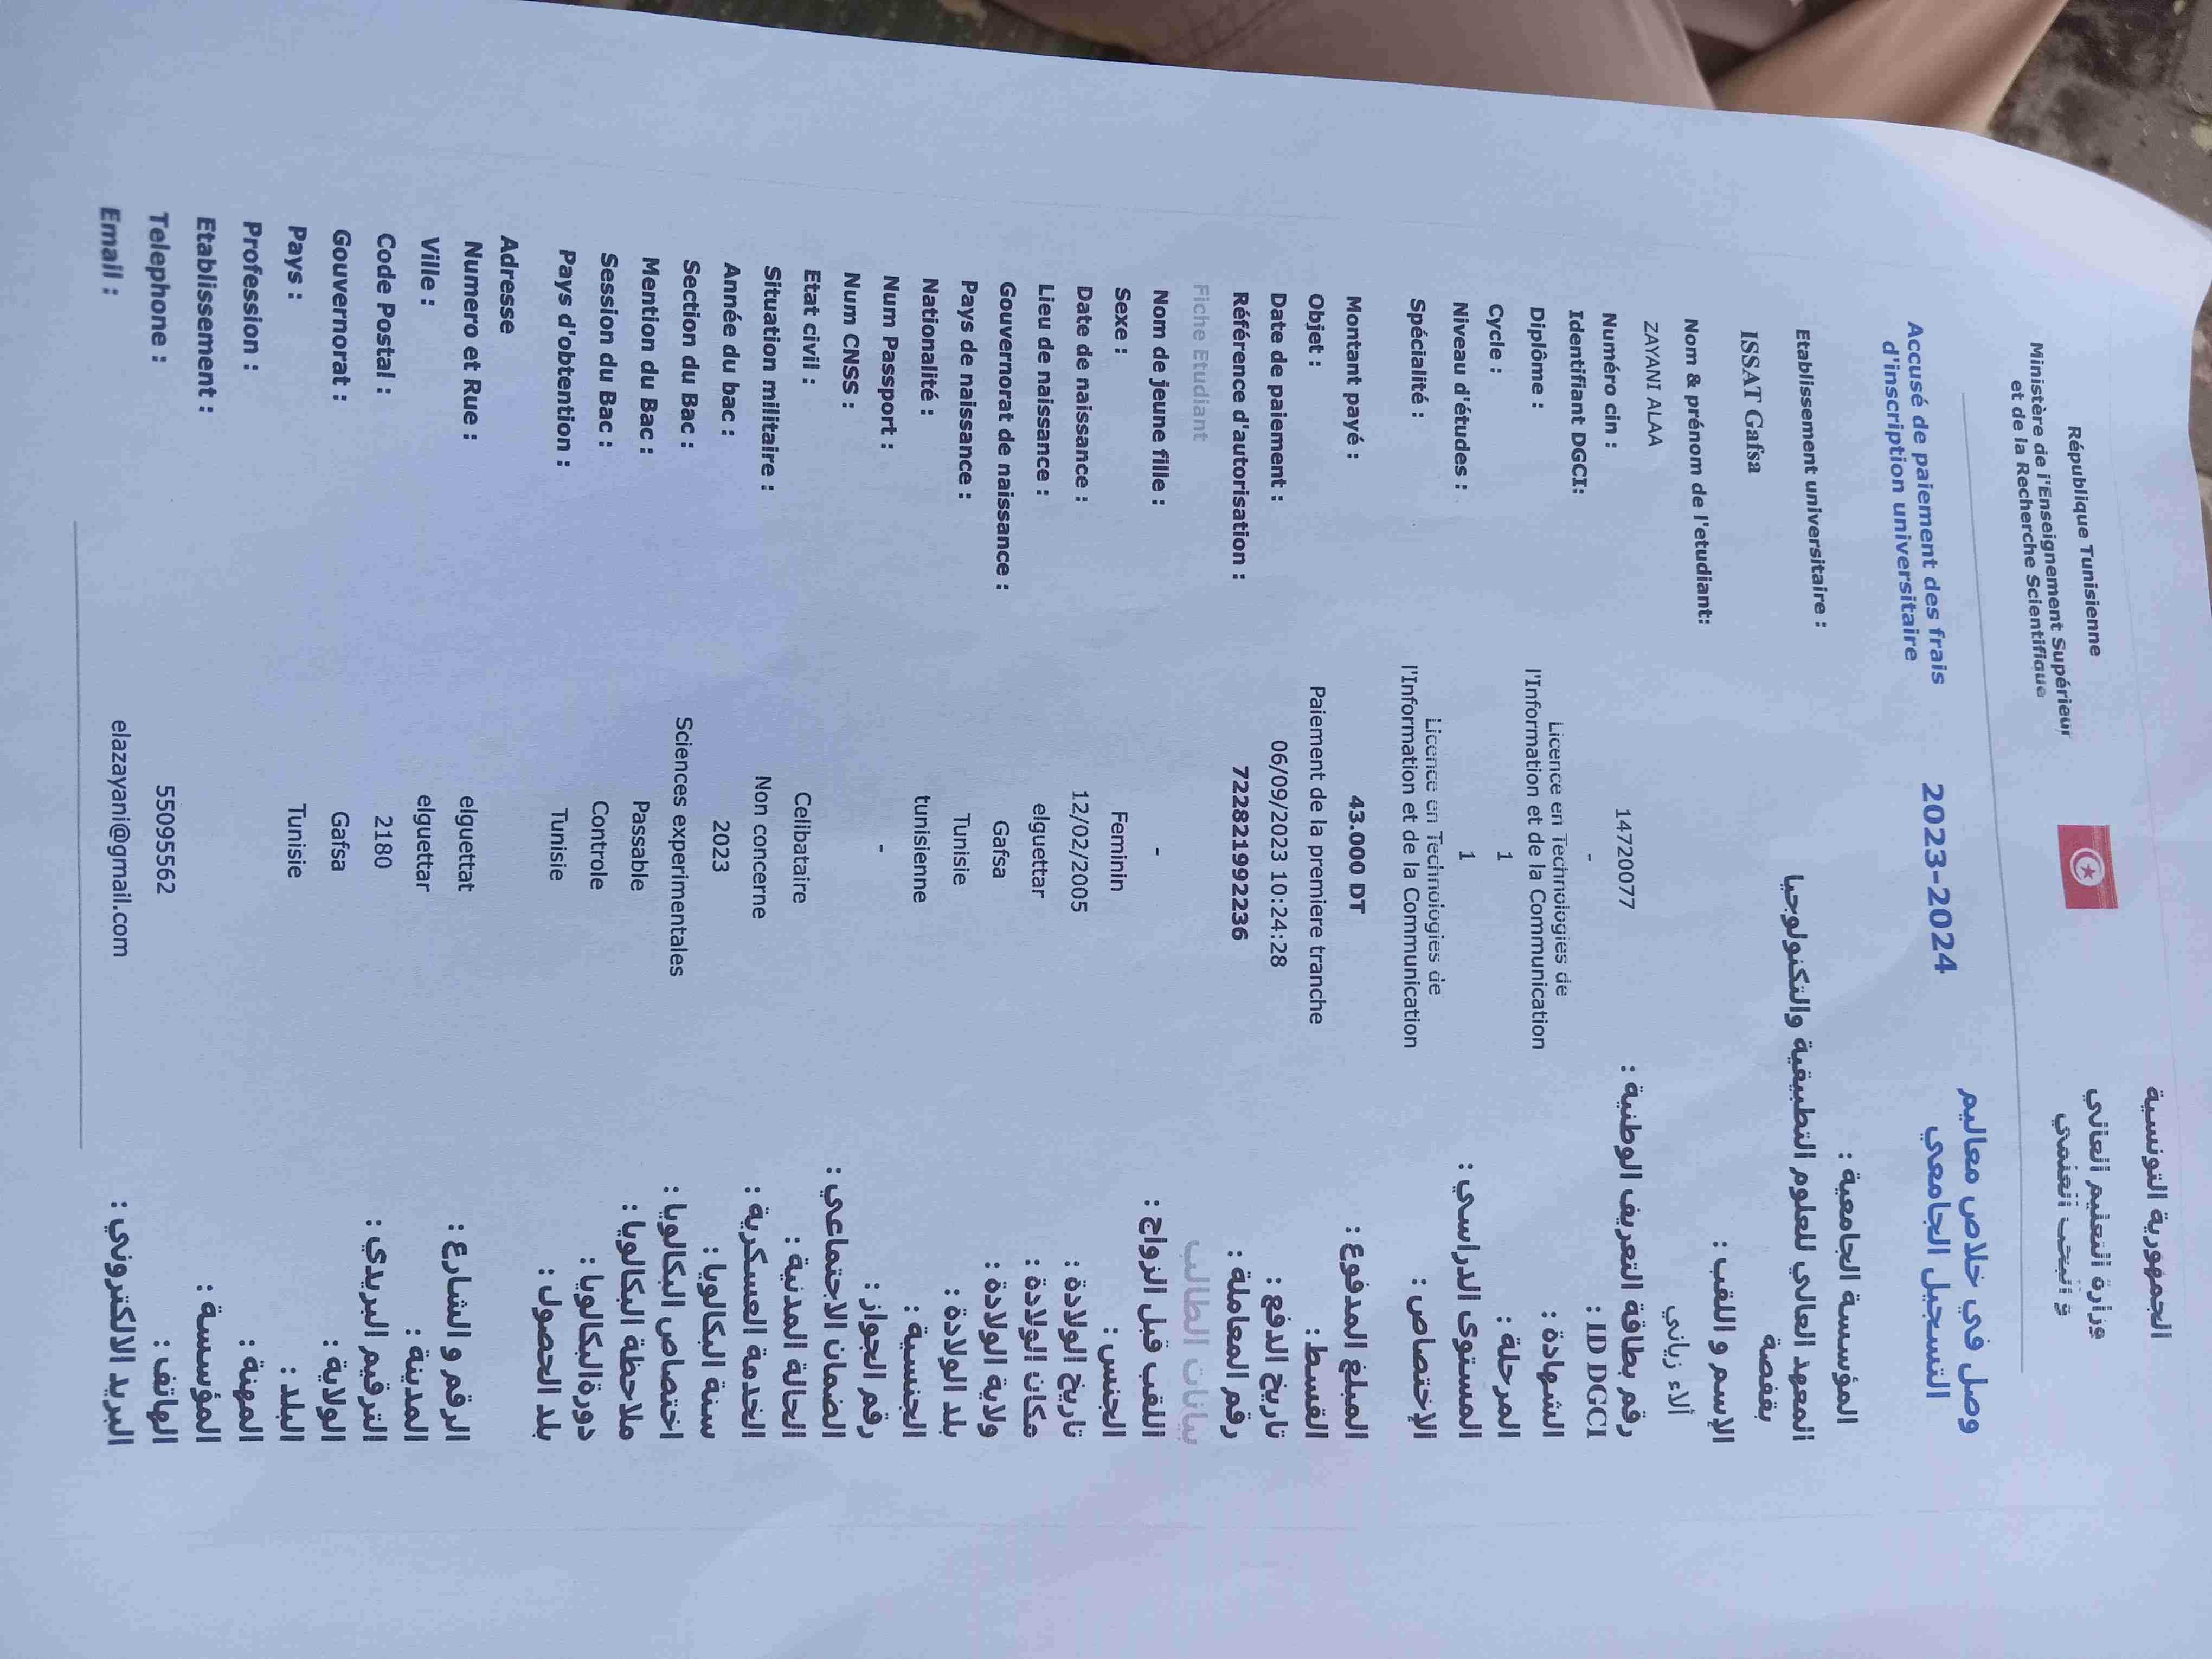 République Tunisienne
Ministère de l'Enseignement Supérieur
et de la Recherche Scientifique
الجمهورية التونسية
وزارة التعليم العالي
و البحث العلمي
Accusé de paiement des frais
d'inscription universitaire
2023-2024
وصل في خلاص معاليم
التسجيل الجامعي
Etablissement universitaire : المؤسسة الجامعية :
ISSAT Gafsa المعهد العالي للعلوم التطبيقية والتكنولوجيا
بقفصة
Nom & prénom de l'etudiant: الإسم و اللقب :
ZAYANI ALAA ألاء زياني
Numéro cin : 14720077 رقم بطاقة التعريف الوطنية :
Identifiant DGCI: - ID DGCI :
Diplôme : Licence en Technologies de
l'Information et de la Communication الشهادة :
Cycle : 1 المرحلة :
Niveau d'études : 1 المستوى الدراسي :
Spécialité : Licence en Technologies de
l'Information et de la Communication الإختصاص :
Montant payé : 43.000 DT المبلغ المدفوع :
Objet : Paiement de la premiere tranche القسط :
Date de paiement : 06/09/2023 10:24:28 تاريخ الدفع :
Référence d'autorisation : 722821992236 رقم المعاملة :
Fiche Etudiant بيانات الطالب
Nom de jeune fille : - اللقب قبل الزواج :
Sexe : Feminin الجنس :
Date de naissance : 12/02/2005 تاريخ الولادة :
Lieu de naissance : elguettar مكان الولادة :
Gouvernorat de naissance : Gafsa ولاية الولادة :
Pays de naissance : Tunisie بلد الولادة :
Nationalité : tunisienne الجنسية :
Num Passport : - رقم الجواز :
Num CNSS : الضمان الاجتماعي :
Etat civil : Celibataire الحالة المدنية :
Situation militaire : Non concerne الخدمة العسكرية :
Année du bac : 2023 سنة البكالويا :
Section du Bac : Sciences experimentales اختصاص البكالويا :
Mention du Bac : Passable ملاحظة البكالويا :
Session du Bac : Controle دورةالبكالويا :
Pays d'obtention : Tunisie بلد الحصول :
Adresse
Numero et Rue : elguettat الرقم و الشارع :
Ville : elguettar المدينة :
Code Postal : 2180 الترقيم البريدي :
Gouvernorat : Gafsa الولاية :
Pays : Tunisie البلد :
Profession : المهنة :
Etablissement : المؤسسة :
Telephone : 55095562 الهاتف :
Email : elazayani@gmail.com البريد الالكتروني :